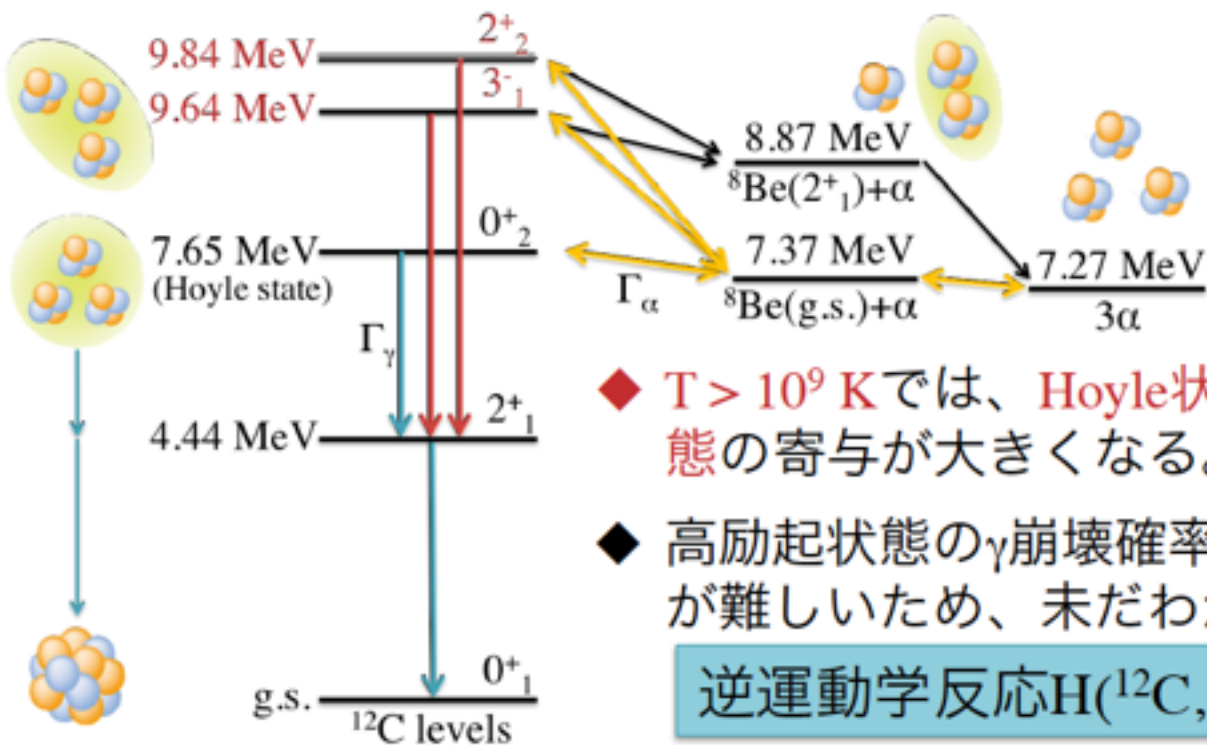 9.84 MeV 2⁺₂
9.64 MeV 3⁻₁
7.65 MeV 0⁺₂
(Hoyle state)
Γγ
4.44 MeV 2⁺₁
g.s. 0⁺₁
¹²C levels
8.87 MeV
⁸Be(2⁺₁)+α
7.37 MeV
⁸Be(g.s.)+α
Γα
7.27 MeV
3α
◆ T > 10⁹ Kでは、Hoyle状
態の寄与が大きくなる。
◆ 高励起状態のγ崩壊確率
が難しいため、未だわ
逆運動学反応H(¹²C,